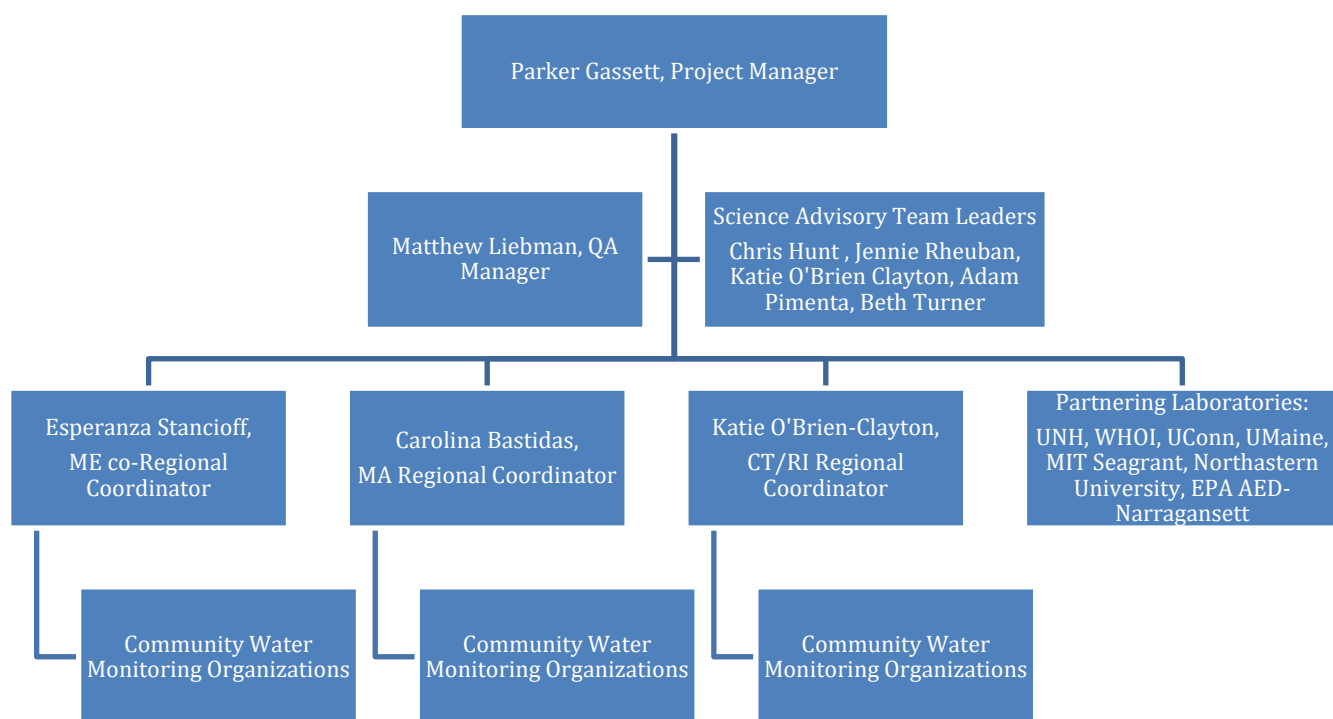 Parker Gassett, Project Manager
Matthew Liebman, QA
Manager
Science Advisory Team Leaders
Chris Hunt , Jennie Rheuban,
Katie O'Brien Clayton, Adam
Pimenta, Beth Turner
Esperanza Stancioff,
ME co-Regional
Coordinator
Carolina Bastidas,
MA Regional Coordinator
Katie O'Brien-Clayton,
CT/RI Regional
Coordinator
Partnering Laboratories:
UNH, WHOI, UConn, UMaine,
MIT Seagrant, Northastern
University, EPA AED-
Narragansett
Community Water
Monitoring Organizations
Community Water
Monitoring Organizations
Community Water
Monitoring Organizations